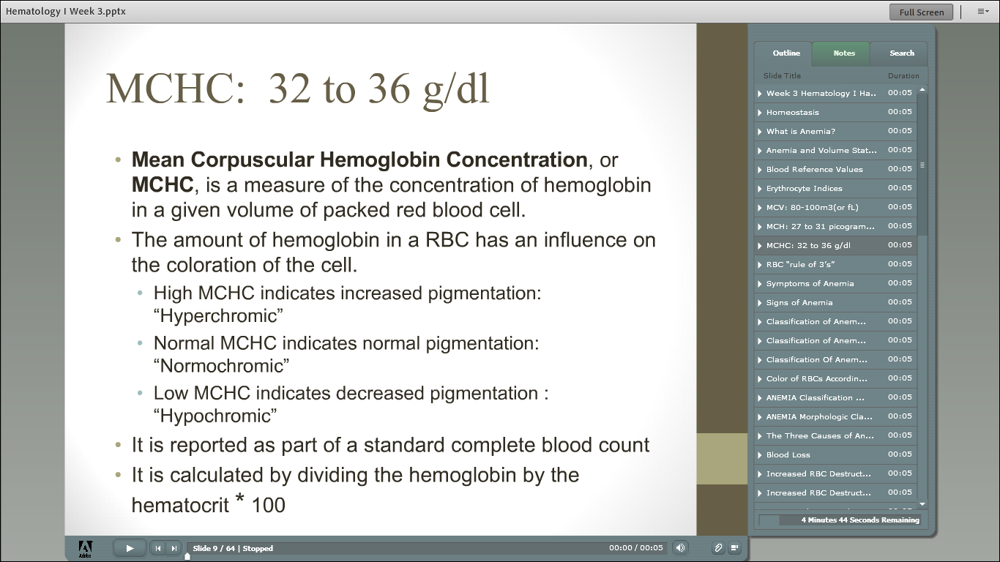 Hematology I Week 3.pptx
Full Screen
MCHC: 32 to 36 g/dl
• Mean Corpuscular Hemoglobin Concentration, or
MCHC, is a measure of the concentration of hemoglobin
in a given volume of packed red blood cell.
• The amount of hemoglobin in a RBC has an influence on
the coloration of the cell.
• High MCHC indicates increased pigmentation:
“Hyperchromic”
• Normal MCHC indicates normal pigmentation:
“Normochromic”
• Low MCHC indicates decreased pigmentation :
“Hypochromic”
• It is reported as part of a standard complete blood count
• It is calculated by dividing the hemoglobin by the
hematocrit * 100
Outline Notes Search
Slide Title Duration
Week 3 Hematology I Ha.. 00:05
Homeostasis 00:05
What is Anemia? 00:05
Anemia and Volume Stat... 00:05
Blood Reference Values 00:05
Erythrocyte Indices 00:05
MCV: 80-100m3(or fL) 00:05
MCH: 27 to 31 picogram... 00:05
MCHC: 32 to 36 g/dl 00:05
RBC “rule of 3’s” 00:05
Symptoms of Anemia 00:05
Signs of Anemia 00:05
Classification of Anem... 00:05
Classification of Anem... 00:05
Classification Of Anem... 00:05
Color of RBCs Accordin... 00:05
ANEMIA Classification ... 00:05
ANEMIA Morphologic Cla... 00:05
The Three Causes of An... 00:05
Blood Loss 00:05
Increased RBC Destruct... 00:05
Increased RBC Destruct... 00:05
4 Minutes 44 Seconds Remaining
Adobe
Slide 9 / 64 | Stopped
00:00 / 00:05